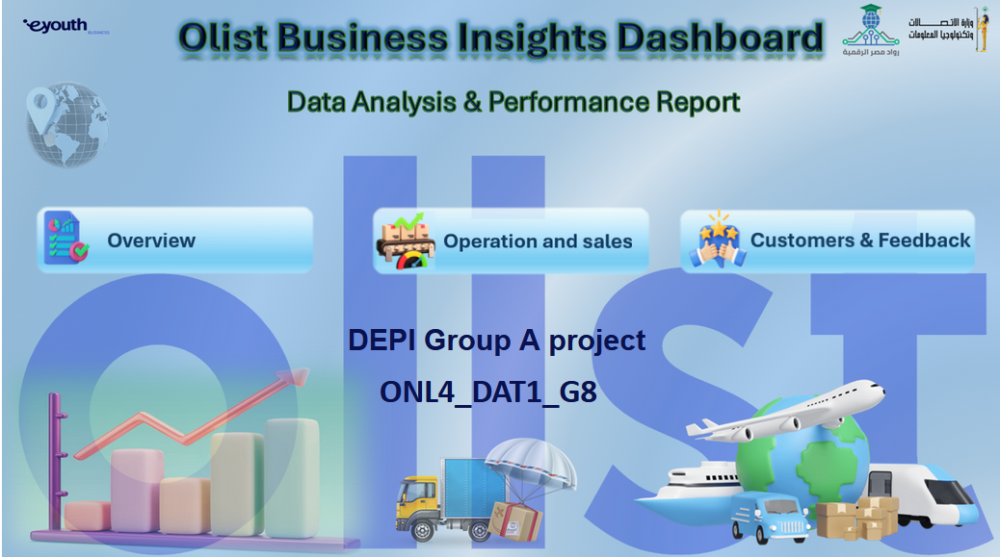 eyouth
BUSINESS
Olist Business Insights Dashboard
رواد مصر الرقمية
وزارة الاتصـــالات
وتكنولوجيا المعلومات
Data Analysis & Performance Report
Overview
Operation and sales
Customers & Feedback
olist
DEPI Group A project
ONL4_DAT1_G8